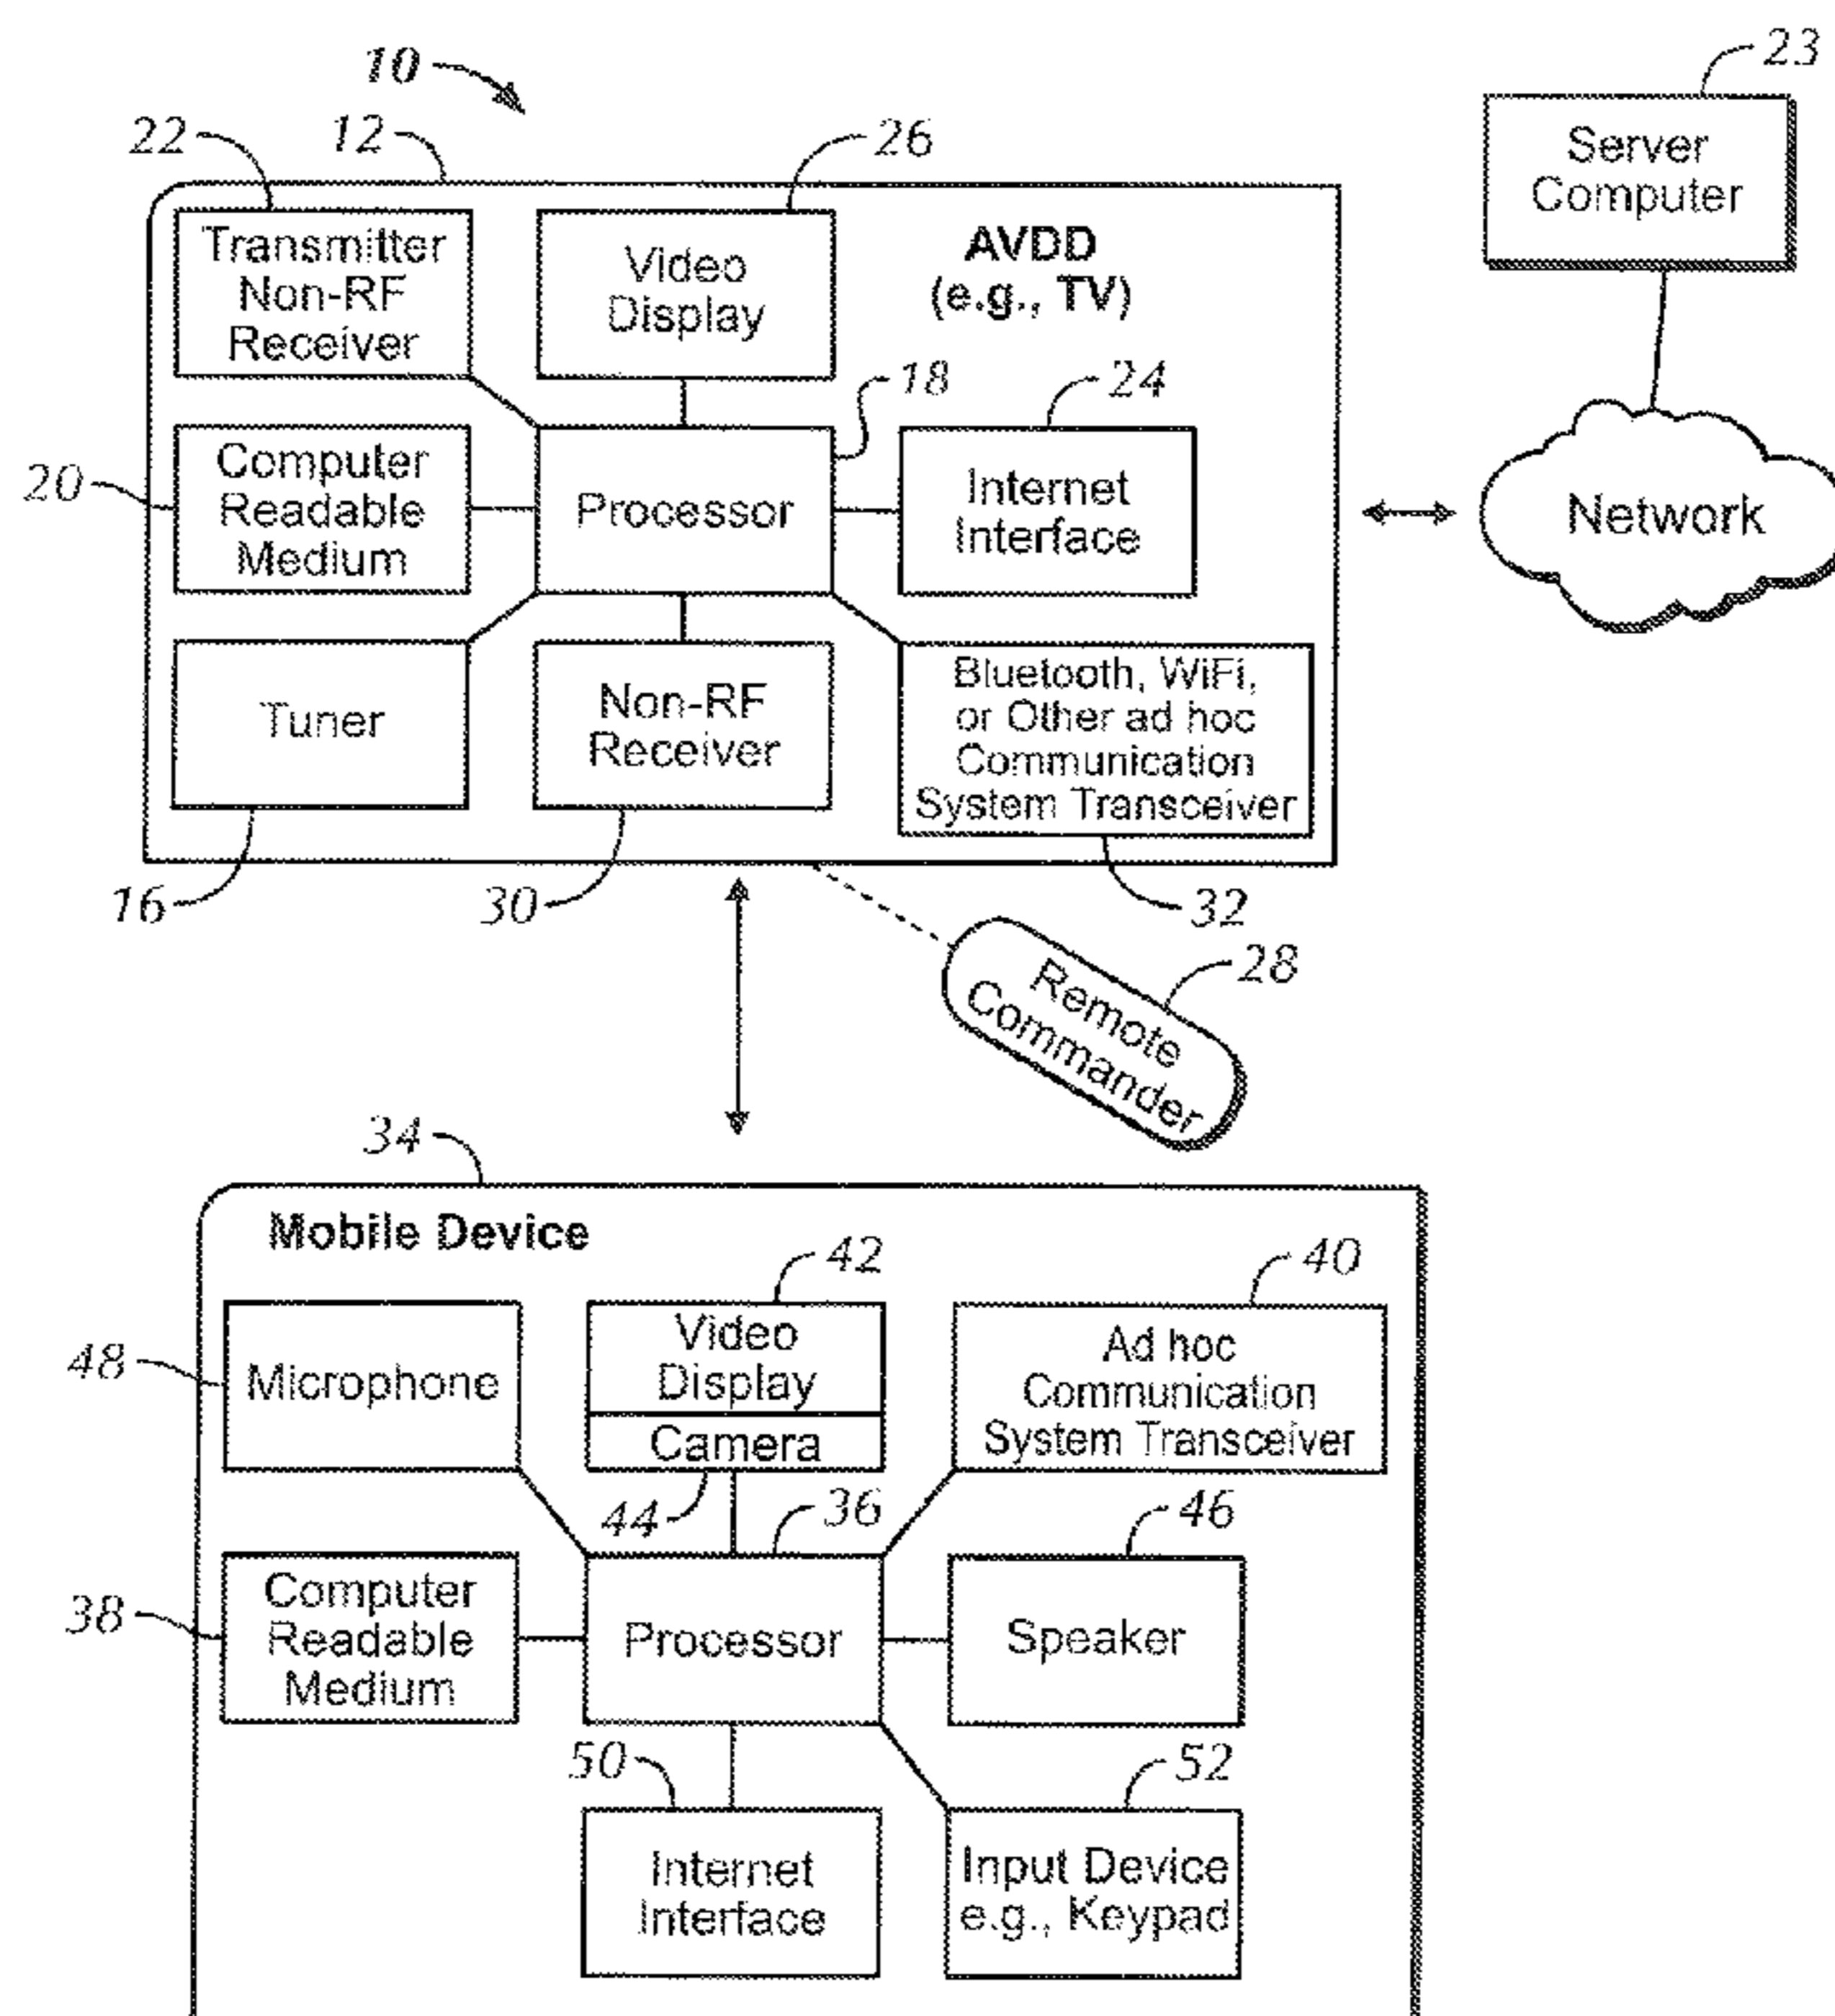 10
23
22
12
26
Server
Computer
Transmitter
Non-RF
Receiver
Video
Display
AVDD
(e.g., TV)
18
24
20
Computer
Readable
Medium
Processor
Internet
Interface
Network
Tuner
Non-RF
Receiver
Bluetooth, WiFi,
or Other ad hoc
Communication
System Transceiver
16
30
32
28
Remote
Commander
34
Mobile Device
42
40
48
Microphone
Video
Display
Camera
Ad hoc
Communication
System Transceiver
44
36
46
38
Computer
Readable
Medium
Processor
Speaker
50
52
Internet
Interface
Input Device
e.g., Keypad